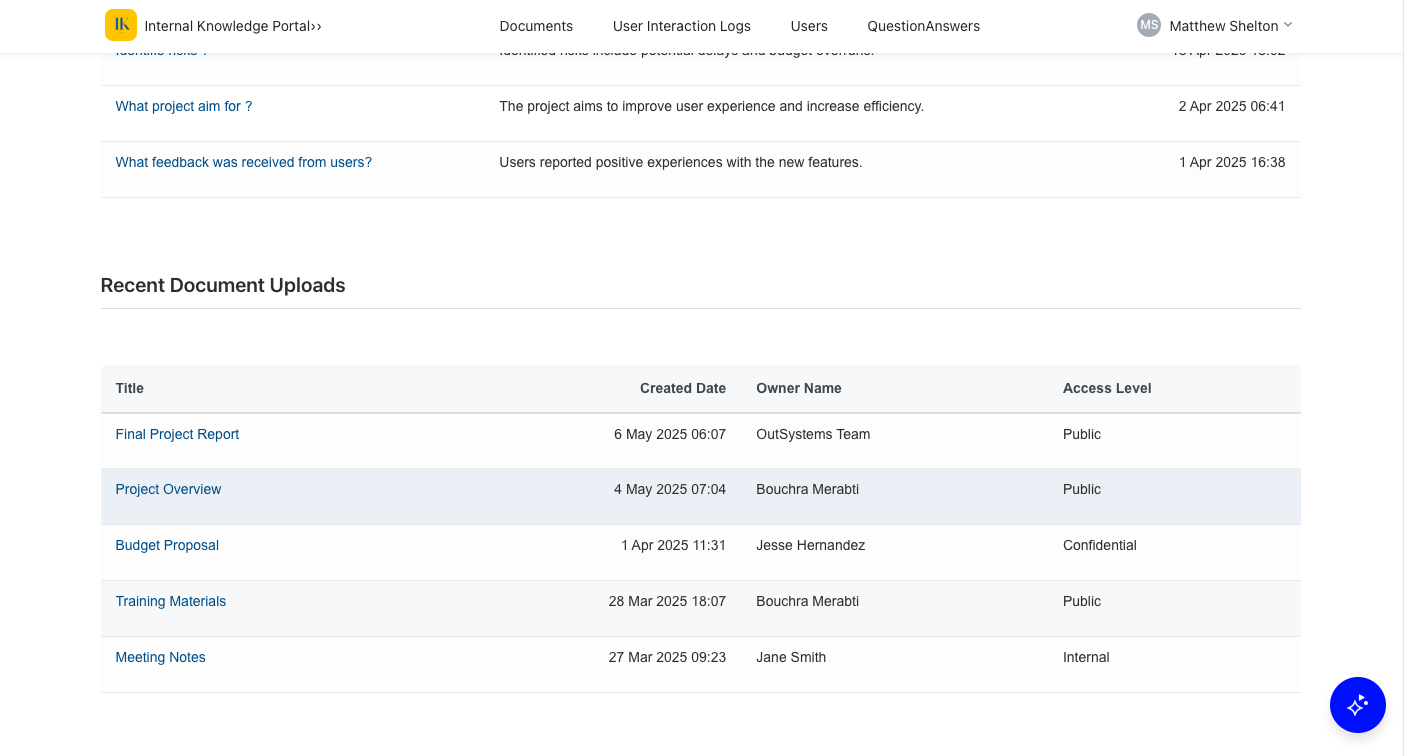 IK Internal Knowledge Portal›› Documents User Interaction Logs Users QuestionAnswers MS Matthew Shelton
What project aim for ? The project aims to improve user experience and increase efficiency. 2 Apr 2025 06:41
What feedback was received from users? Users reported positive experiences with the new features. 1 Apr 2025 16:38
Recent Document Uploads
Title Created Date Owner Name Access Level
Final Project Report 6 May 2025 06:07 OutSystems Team Public
Project Overview 4 May 2025 07:04 Bouchra Merabti Public
Budget Proposal 1 Apr 2025 11:31 Jesse Hernandez Confidential
Training Materials 28 Mar 2025 18:07 Bouchra Merabti Public
Meeting Notes 27 Mar 2025 09:23 Jane Smith Internal